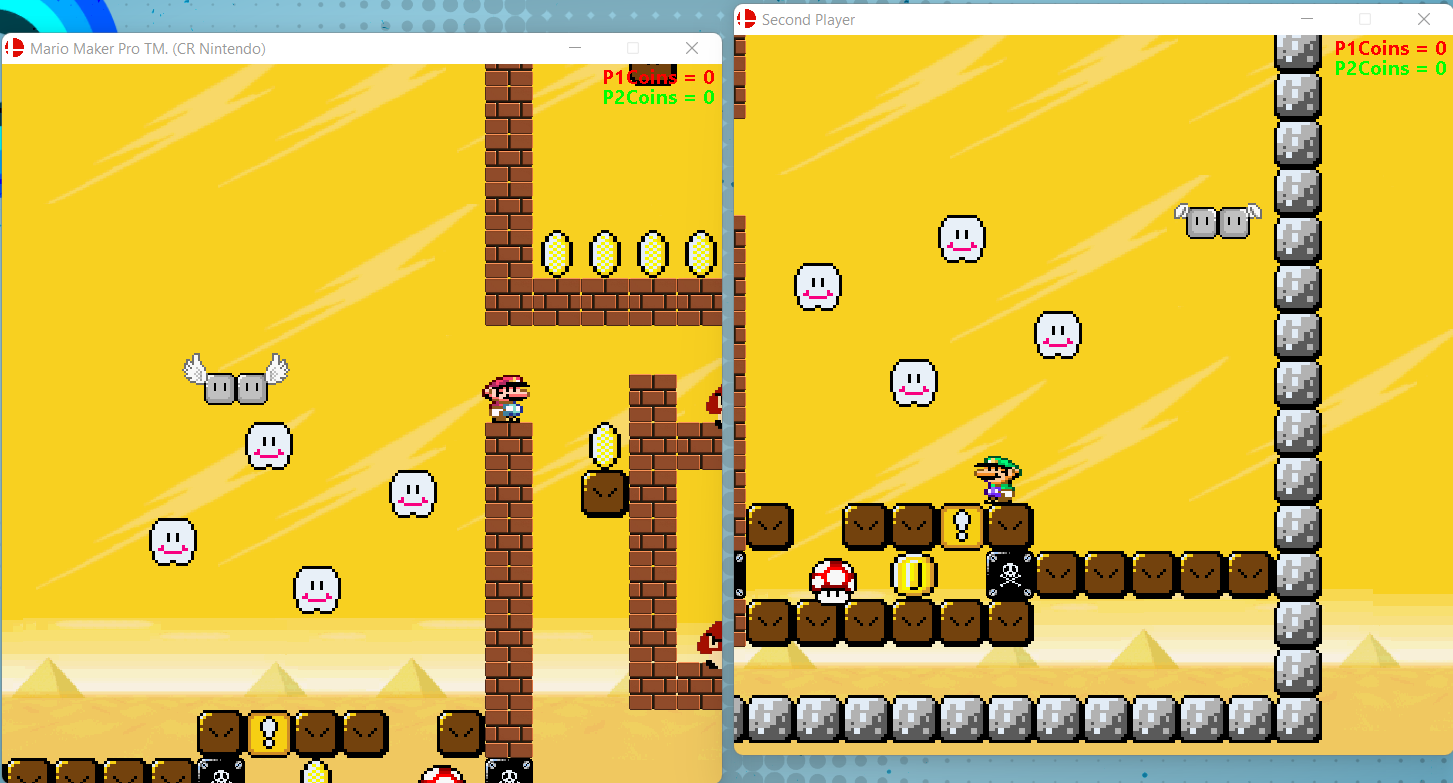 Mario Maker Pro TM. (CR Nintendo)
P1Coins = 0
P2Coins = 0
Second Player
P1Coins = 0
P2Coins = 0